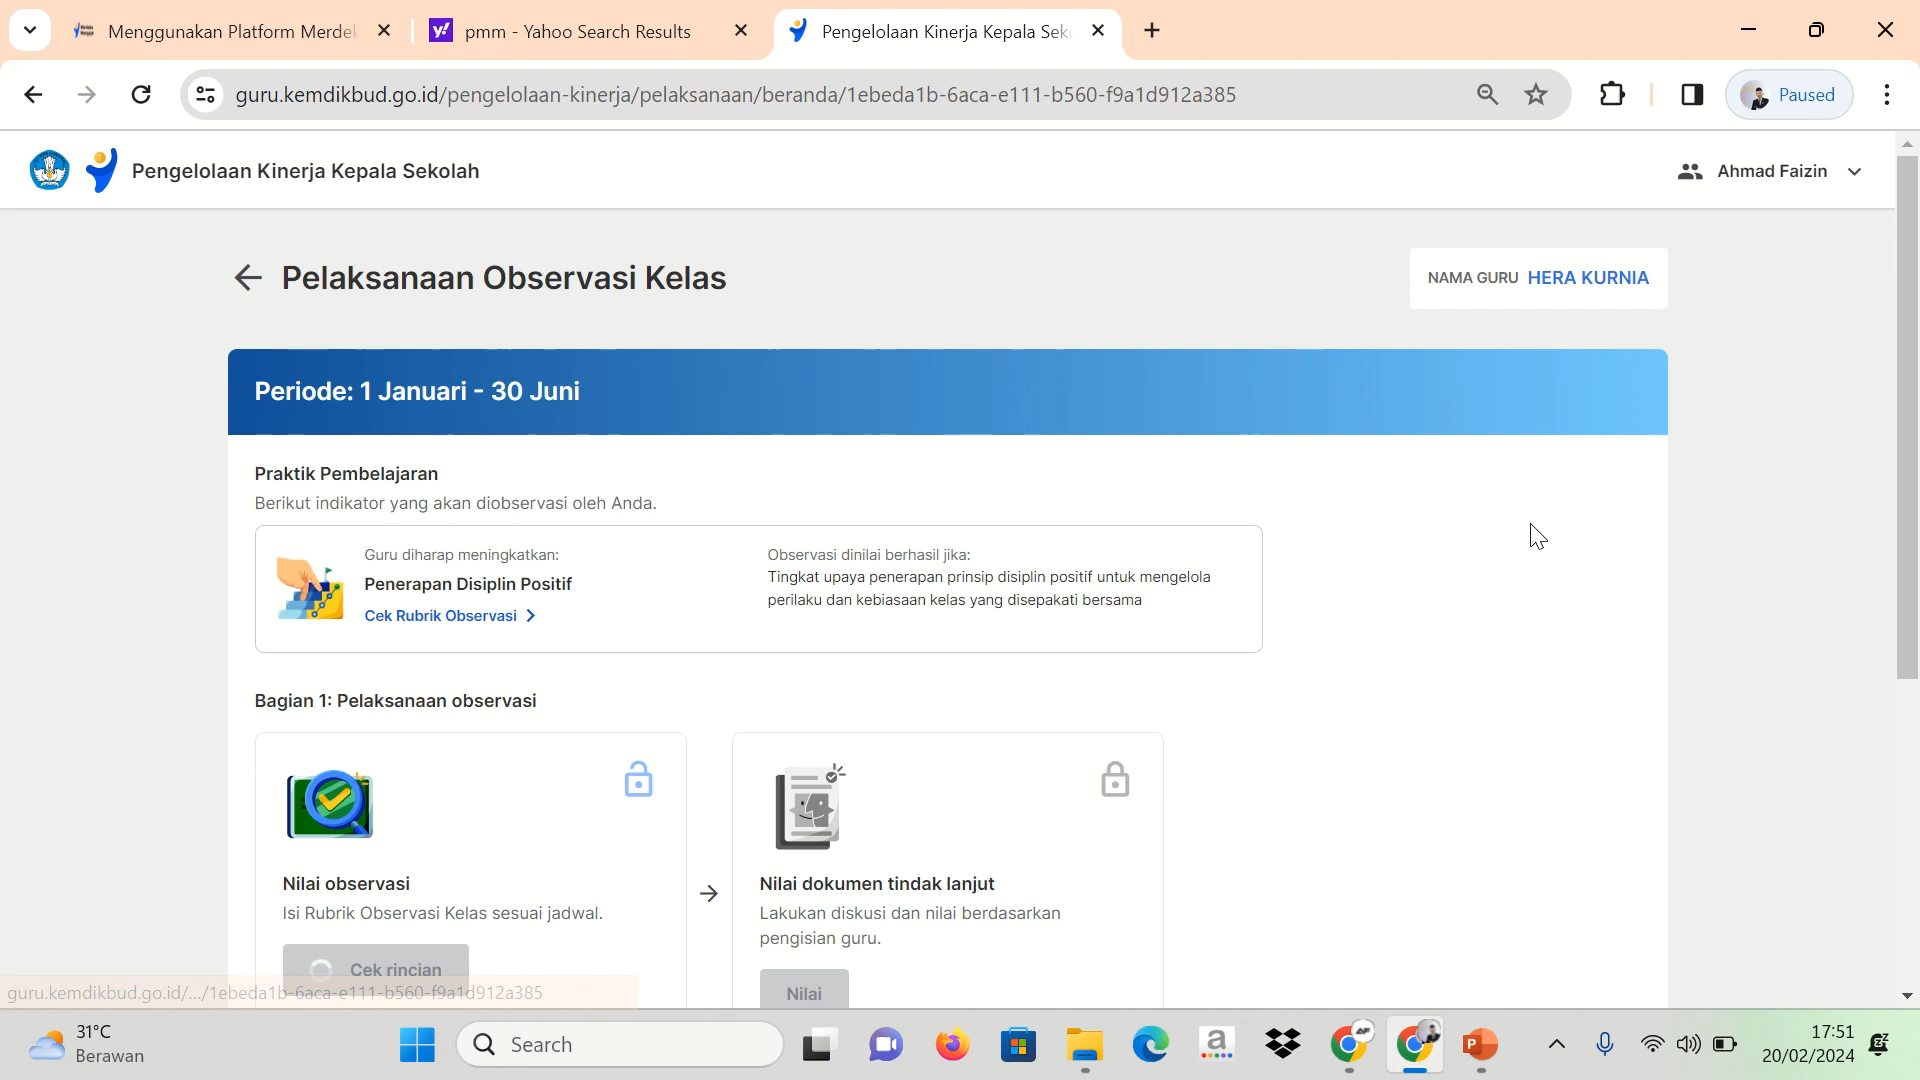 Menggunakan Platform Merdek
pmm - Yahoo Search Results
Pengelolaan Kinerja Kepala Sek
guru.kemdikbud.go.id/pengelolaan-kinerja/pelaksanaan/beranda/1ebeda1b-6aca-e111-b560-f9a1d912a385
Paused
Pengelolaan Kinerja Kepala Sekolah
Ahmad Faizin
Pelaksanaan Observasi Kelas
NAMA GURU HERA KURNIA
Periode: 1 Januari - 30 Juni
Praktik Pembelajaran
Berikut indikator yang akan diobservasi oleh Anda.
Guru diharap meningkatkan:
Penerapan Disiplin Positif
Cek Rubrik Observasi
Observasi dinilai berhasil jika:
Tingkat upaya penerapan prinsip disiplin positif untuk mengelola
perilaku dan kebiasaan kelas yang disepakati bersama
Bagian 1: Pelaksanaan observasi
Nilai observasi
Isi Rubrik Observasi Kelas sesuai jadwal.
Cek rincian
Nilai dokumen tindak lanjut
Lakukan diskusi dan nilai berdasarkan
pengisian guru.
Nilai
guru.kemdikbud.go.id/.../1ebeda1b-6aca-e111-b560-f9a1d912a385
31°C
Berawan
Search
17:51
20/02/2024